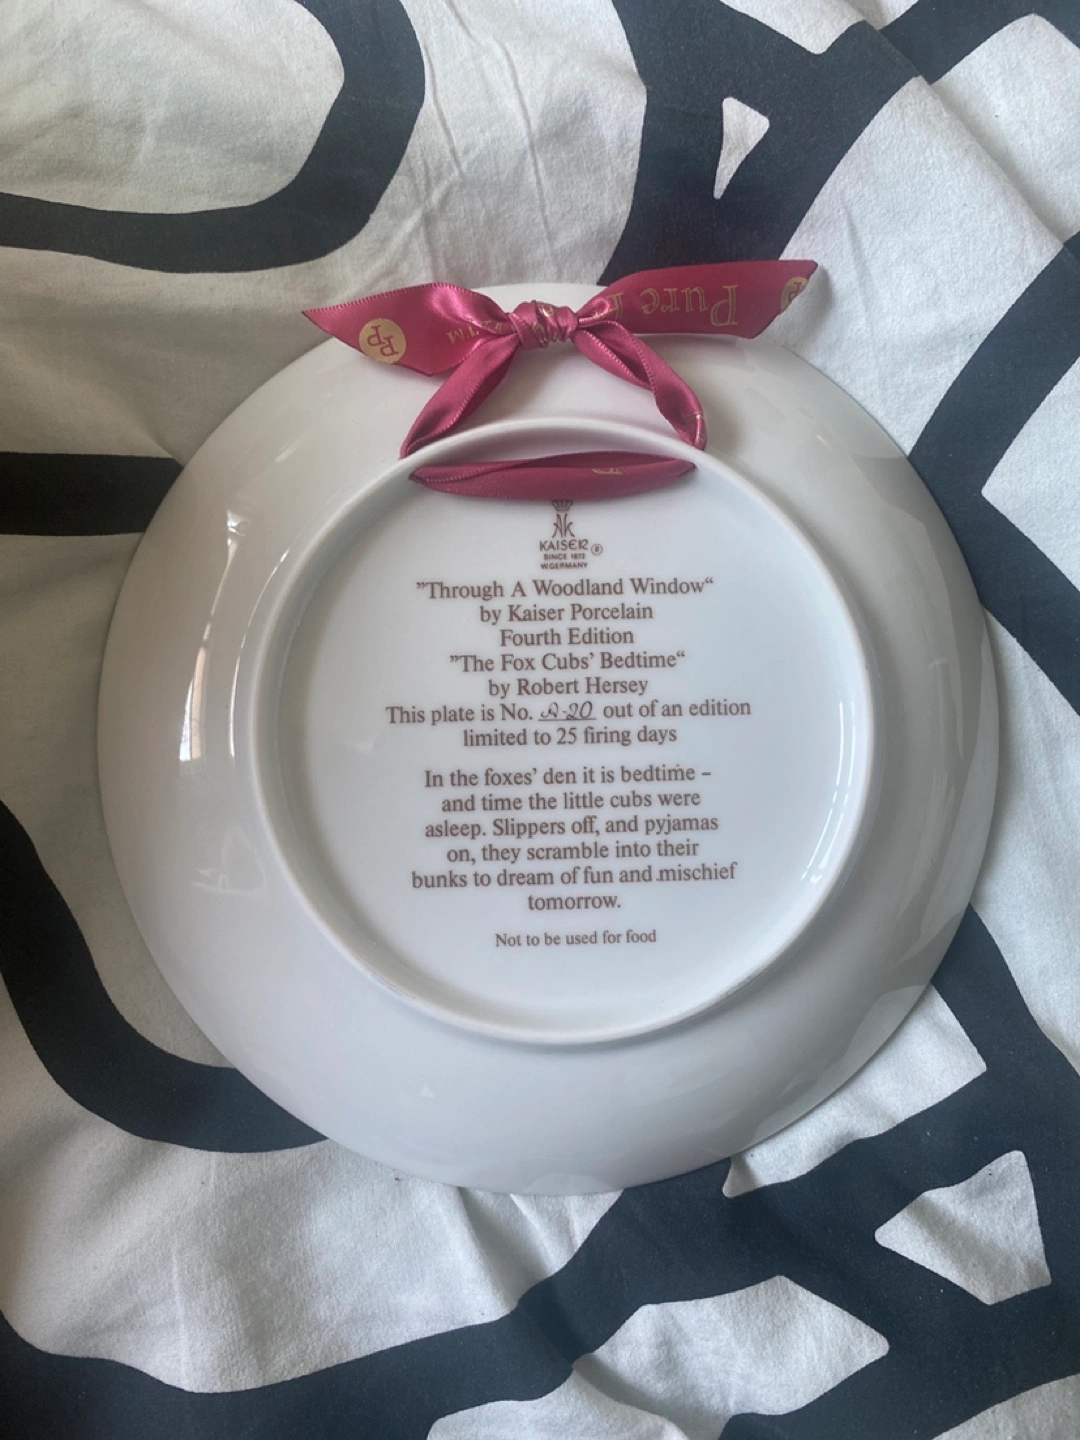 Pure
PP
TM
KAISER ®
SINCE 1872
W.GERMANY
”Through A Woodland Window“
by Kaiser Porcelain
Fourth Edition
”The Fox Cubs’ Bedtime“
by Robert Hersey
This plate is No. A-20 out of an edition
limited to 25 firing days
In the foxes’ den it is bedtime –
and time the little cubs were
asleep. Slippers off, and pyjamas
on, they scramble into their
bunks to dream of fun and mischief
tomorrow.
Not to be used for food